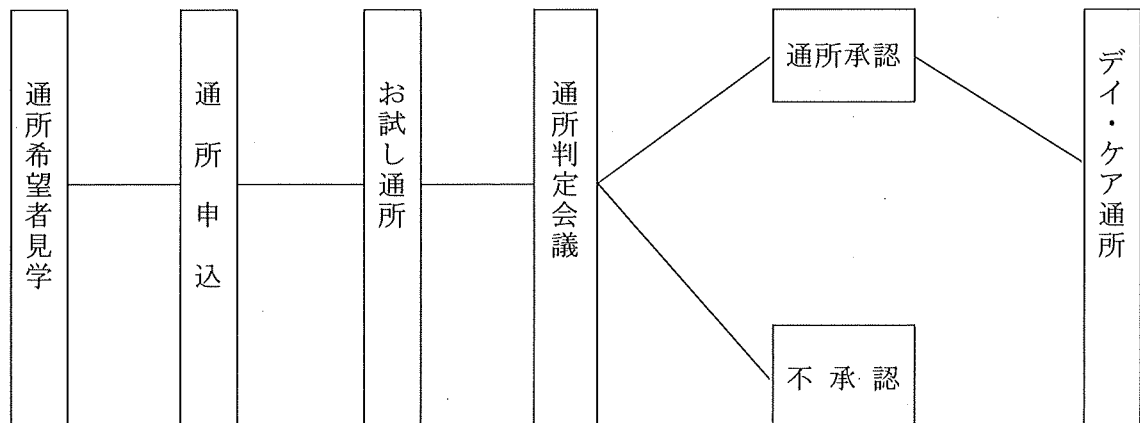 通所希望者見学
通所申込
お試し通所
通所判定会議
通所承認
不承認
デイ・ケア通所